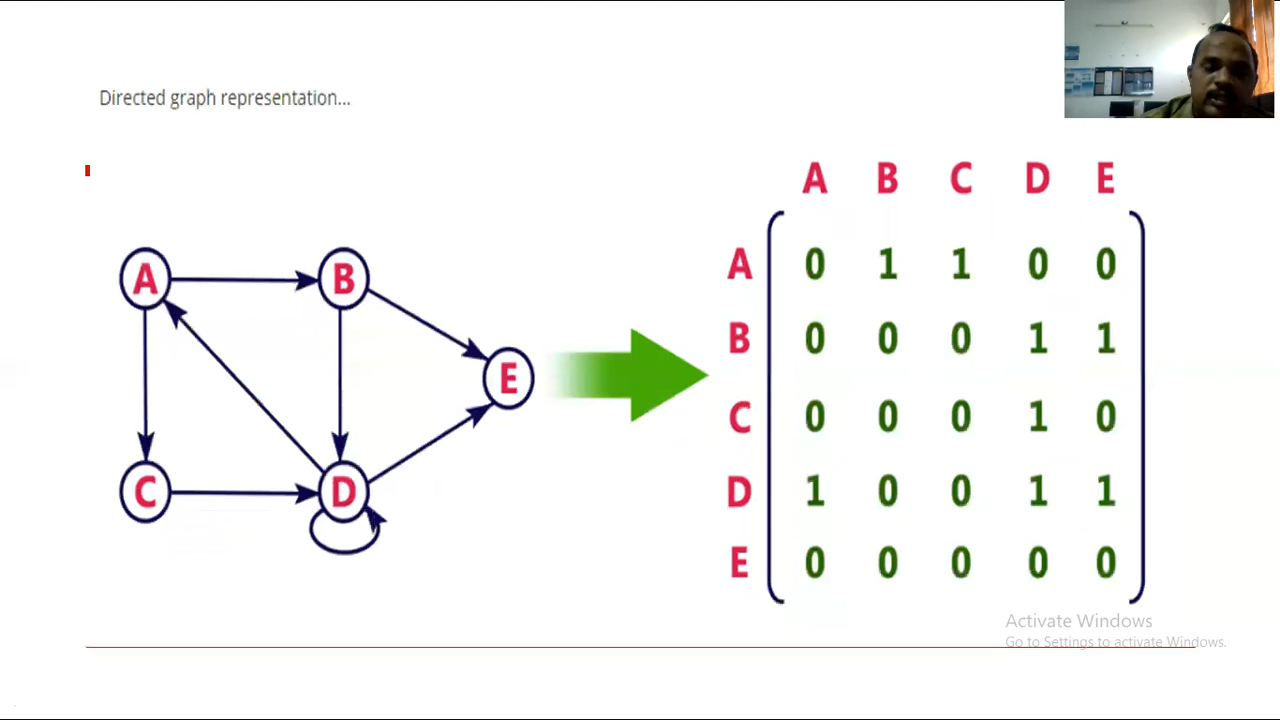 Directed graph representation...
A B C D E
A 0 1 1 0 0
B 0 0 0 1 1
C 0 0 0 1 0
D 1 0 0 1 1
E 0 0 0 0 0
A B
E
C D
Activate Windows
Go to Settings to activate Windows.